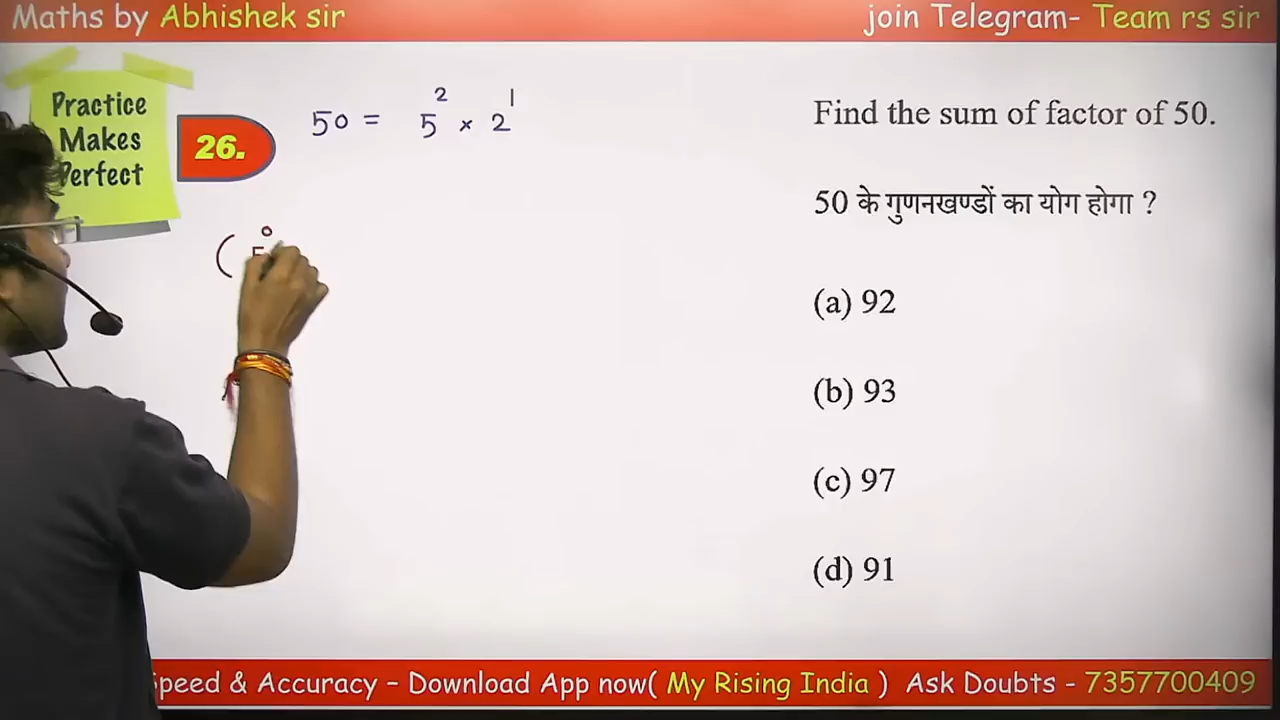 Maths by Abhishek sir
join Telegram- Team rs sir
Practice
Makes
Perfect
26.
50 = 5² × 2¹
( 5⁰
Find the sum of factor of 50.
50 के गुणनखण्डों का योग होगा ?
(a) 92
(b) 93
(c) 97
(d) 91
Speed & Accuracy – Download App now( My Rising India ) Ask Doubts - 7357700409